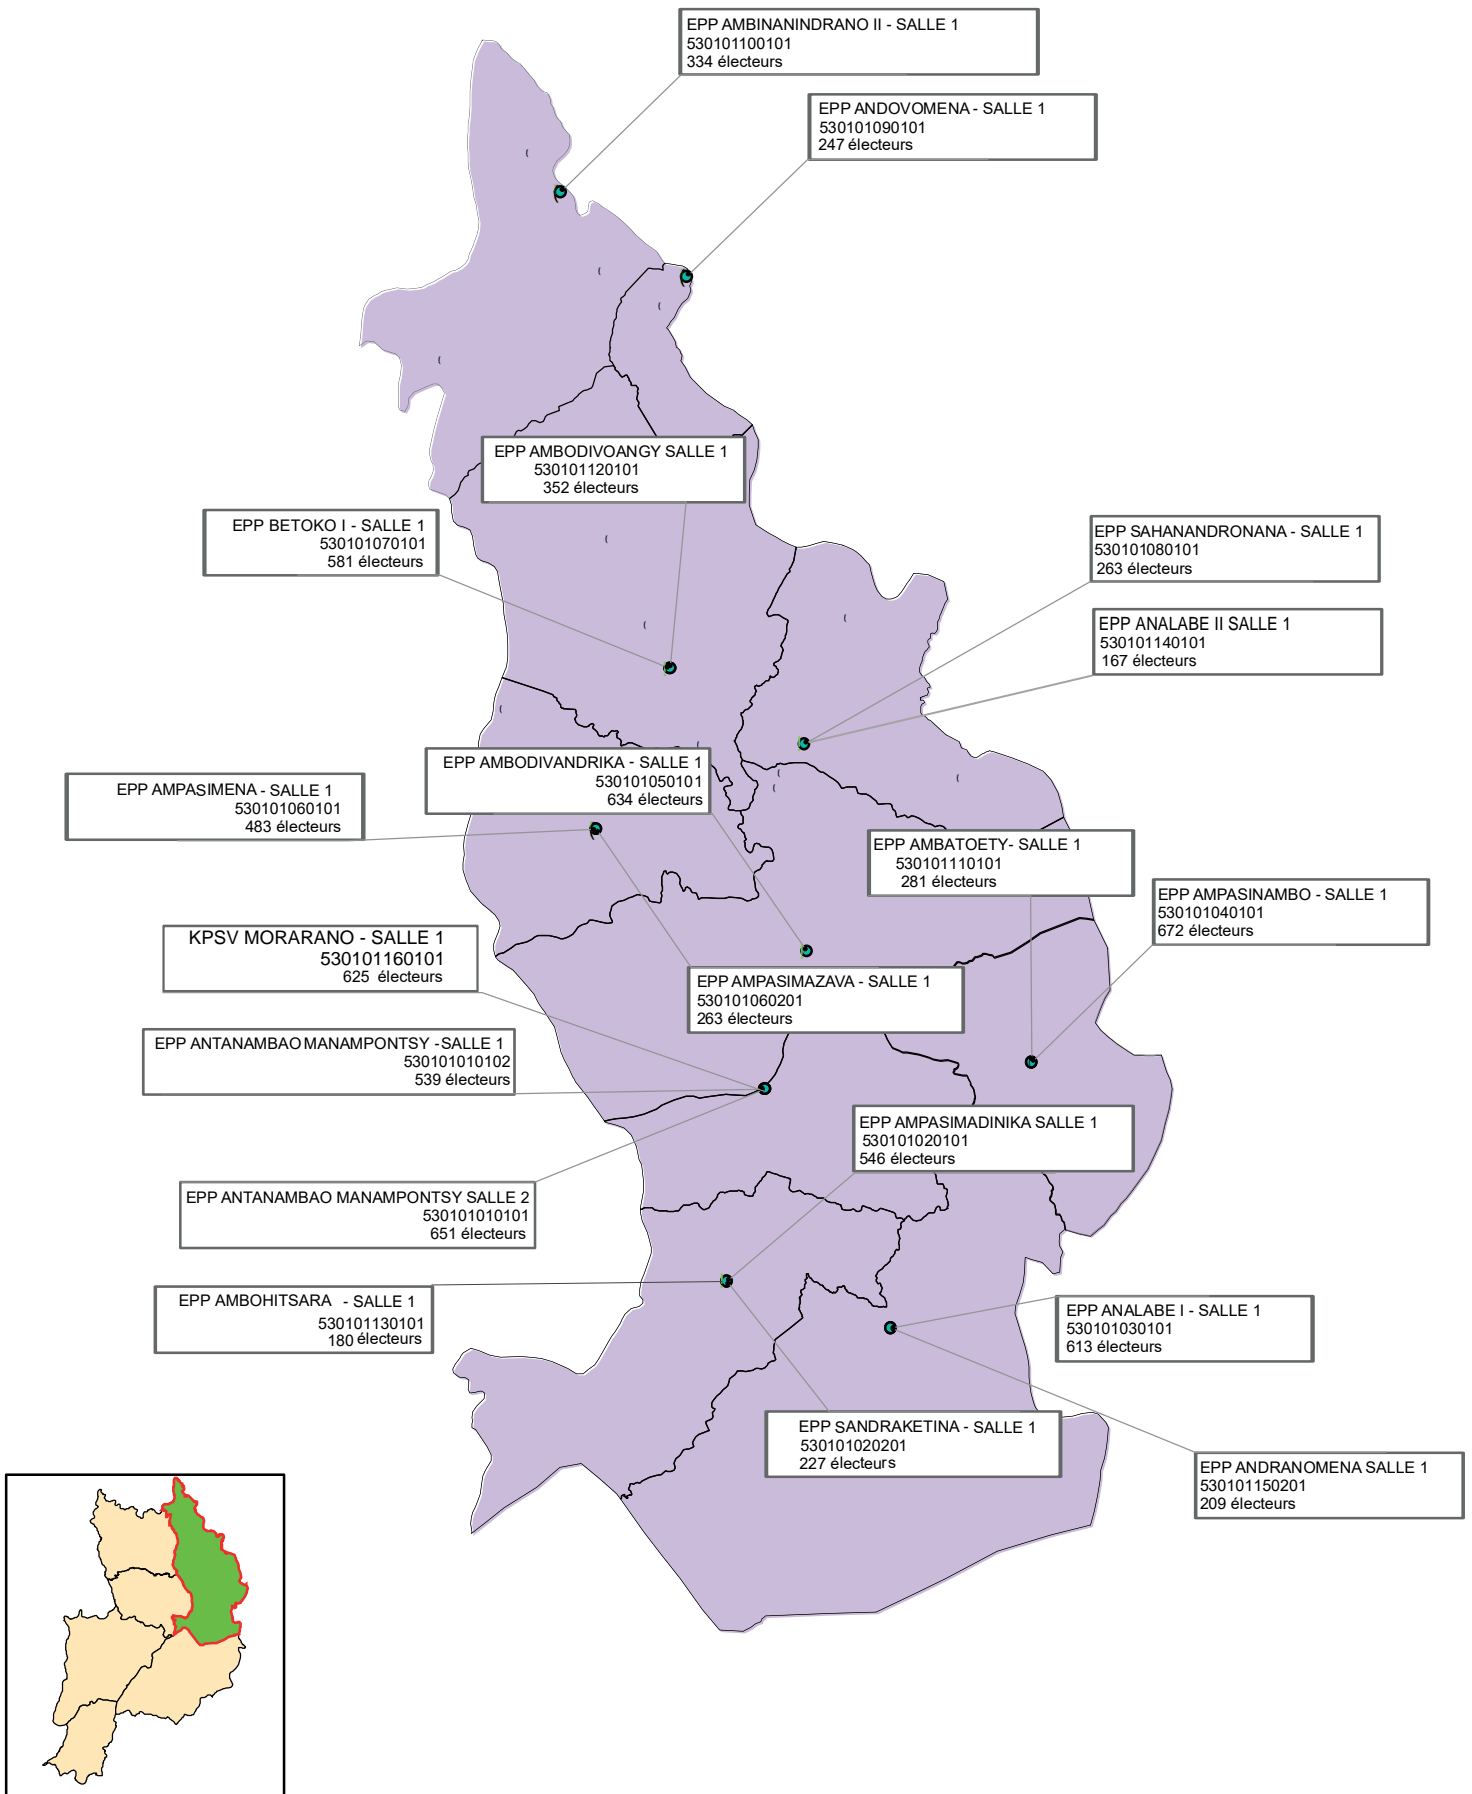 EPP AMBINANINDRANO II - SALLE 1
530101100101
334 électeurs
EPP ANDOVOMENA - SALLE 1
530101090101
247 électeurs
EPP AMBODIVOANGY SALLE 1
530101120101
352 électeurs
EPP BETOKO I - SALLE 1
530101070101
581 électeurs
EPP SAHANANDRONANA - SALLE 1
530101080101
263 électeurs
EPP ANALABE II SALLE 1
530101140101
167 électeurs
EPP AMBODIVANDRIKA - SALLE 1
530101050101
634 électeurs
EPP AMPASIMENA - SALLE 1
530101060101
483 électeurs
EPP AMBATOETY- SALLE 1
530101110101
281 électeurs
EPP AMPASINAMBO - SALLE 1
530101040101
672 électeurs
KPSV MORARANO - SALLE 1
530101160101
625 électeurs
EPP AMPASIMAZAVA - SALLE 1
530101060201
263 électeurs
EPP ANTANAMBAO MANAMPONTSY -SALLE 1
530101010102
539 électeurs
EPP AMPASIMADINIKA SALLE 1
530101020101
546 électeurs
EPP ANTANAMBAO MANAMPONTSY SALLE 2
530101010101
651 électeurs
EPP AMBOHITSARA - SALLE 1
530101130101
180 électeurs
EPP ANALABE I - SALLE 1
530101030101
613 électeurs
EPP SANDRAKETINA - SALLE 1
530101020201
227 électeurs
EPP ANDRANOMENA SALLE 1
530101150201
209 électeurs